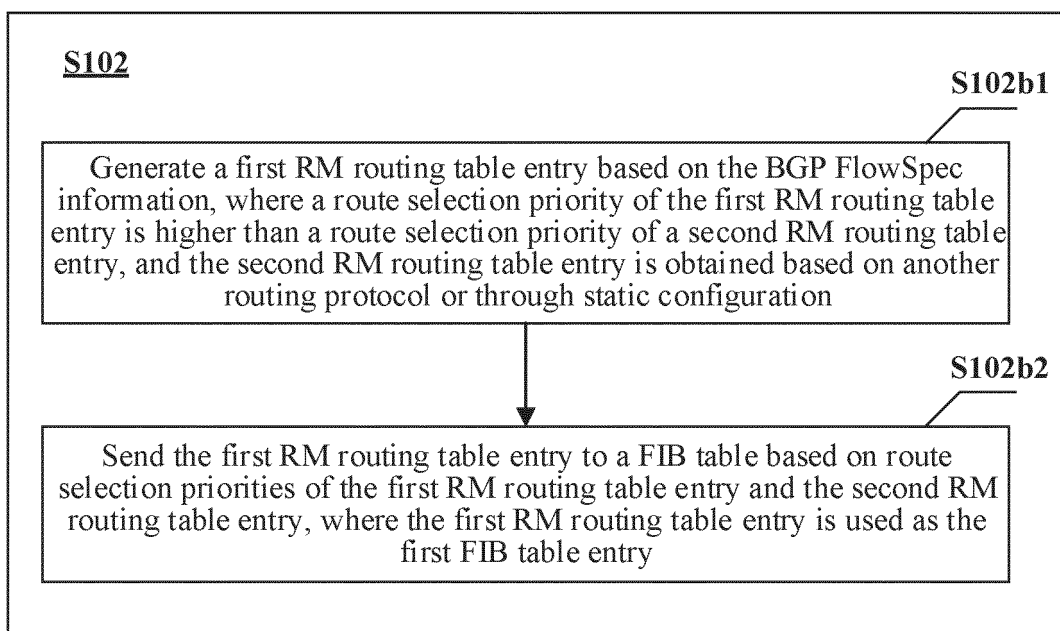 S102
S102b1
Generate a first RM routing table entry based on the BGP FlowSpec
information, where a route selection priority of the first RM routing table
entry is higher than a route selection priority of a second RM routing table
entry, and the second RM routing table entry is obtained based on another
routing protocol or through static configuration
S102b2
Send the first RM routing table entry to a FIB table based on route
selection priorities of the first RM routing table entry and the second RM
routing table entry, where the first RM routing table entry is used as the
first FIB table entry